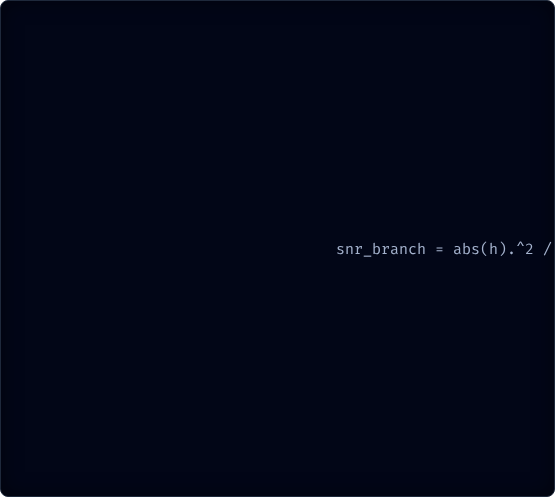 snr_branch = abs(h).^2 /